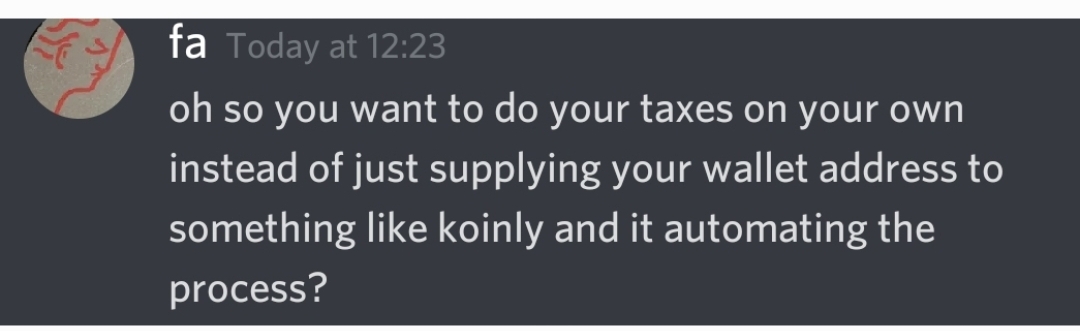 fa Today at 12:23
oh so you want to do your taxes on your own
instead of just supplying your wallet address to
something like koinly and it automating the
process?